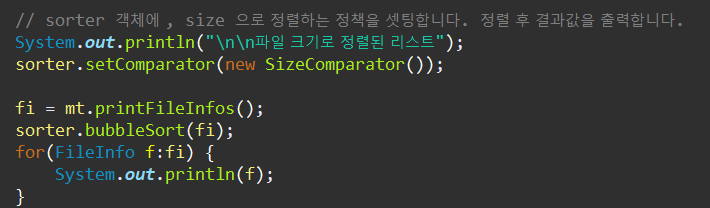 // sorter 객체에 , size 으로 정렬하는 정책을 셋팅합니다. 정렬 후 결과값을 출력합니다.
System.out.println("\n\n파일 크기로 정렬된 리스트");
sorter.setComparator(new SizeComparator());
fi = mt.printFileInfos();
sorter.bubbleSort(fi);
for(FileInfo f:fi) {
    System.out.println(f);
}